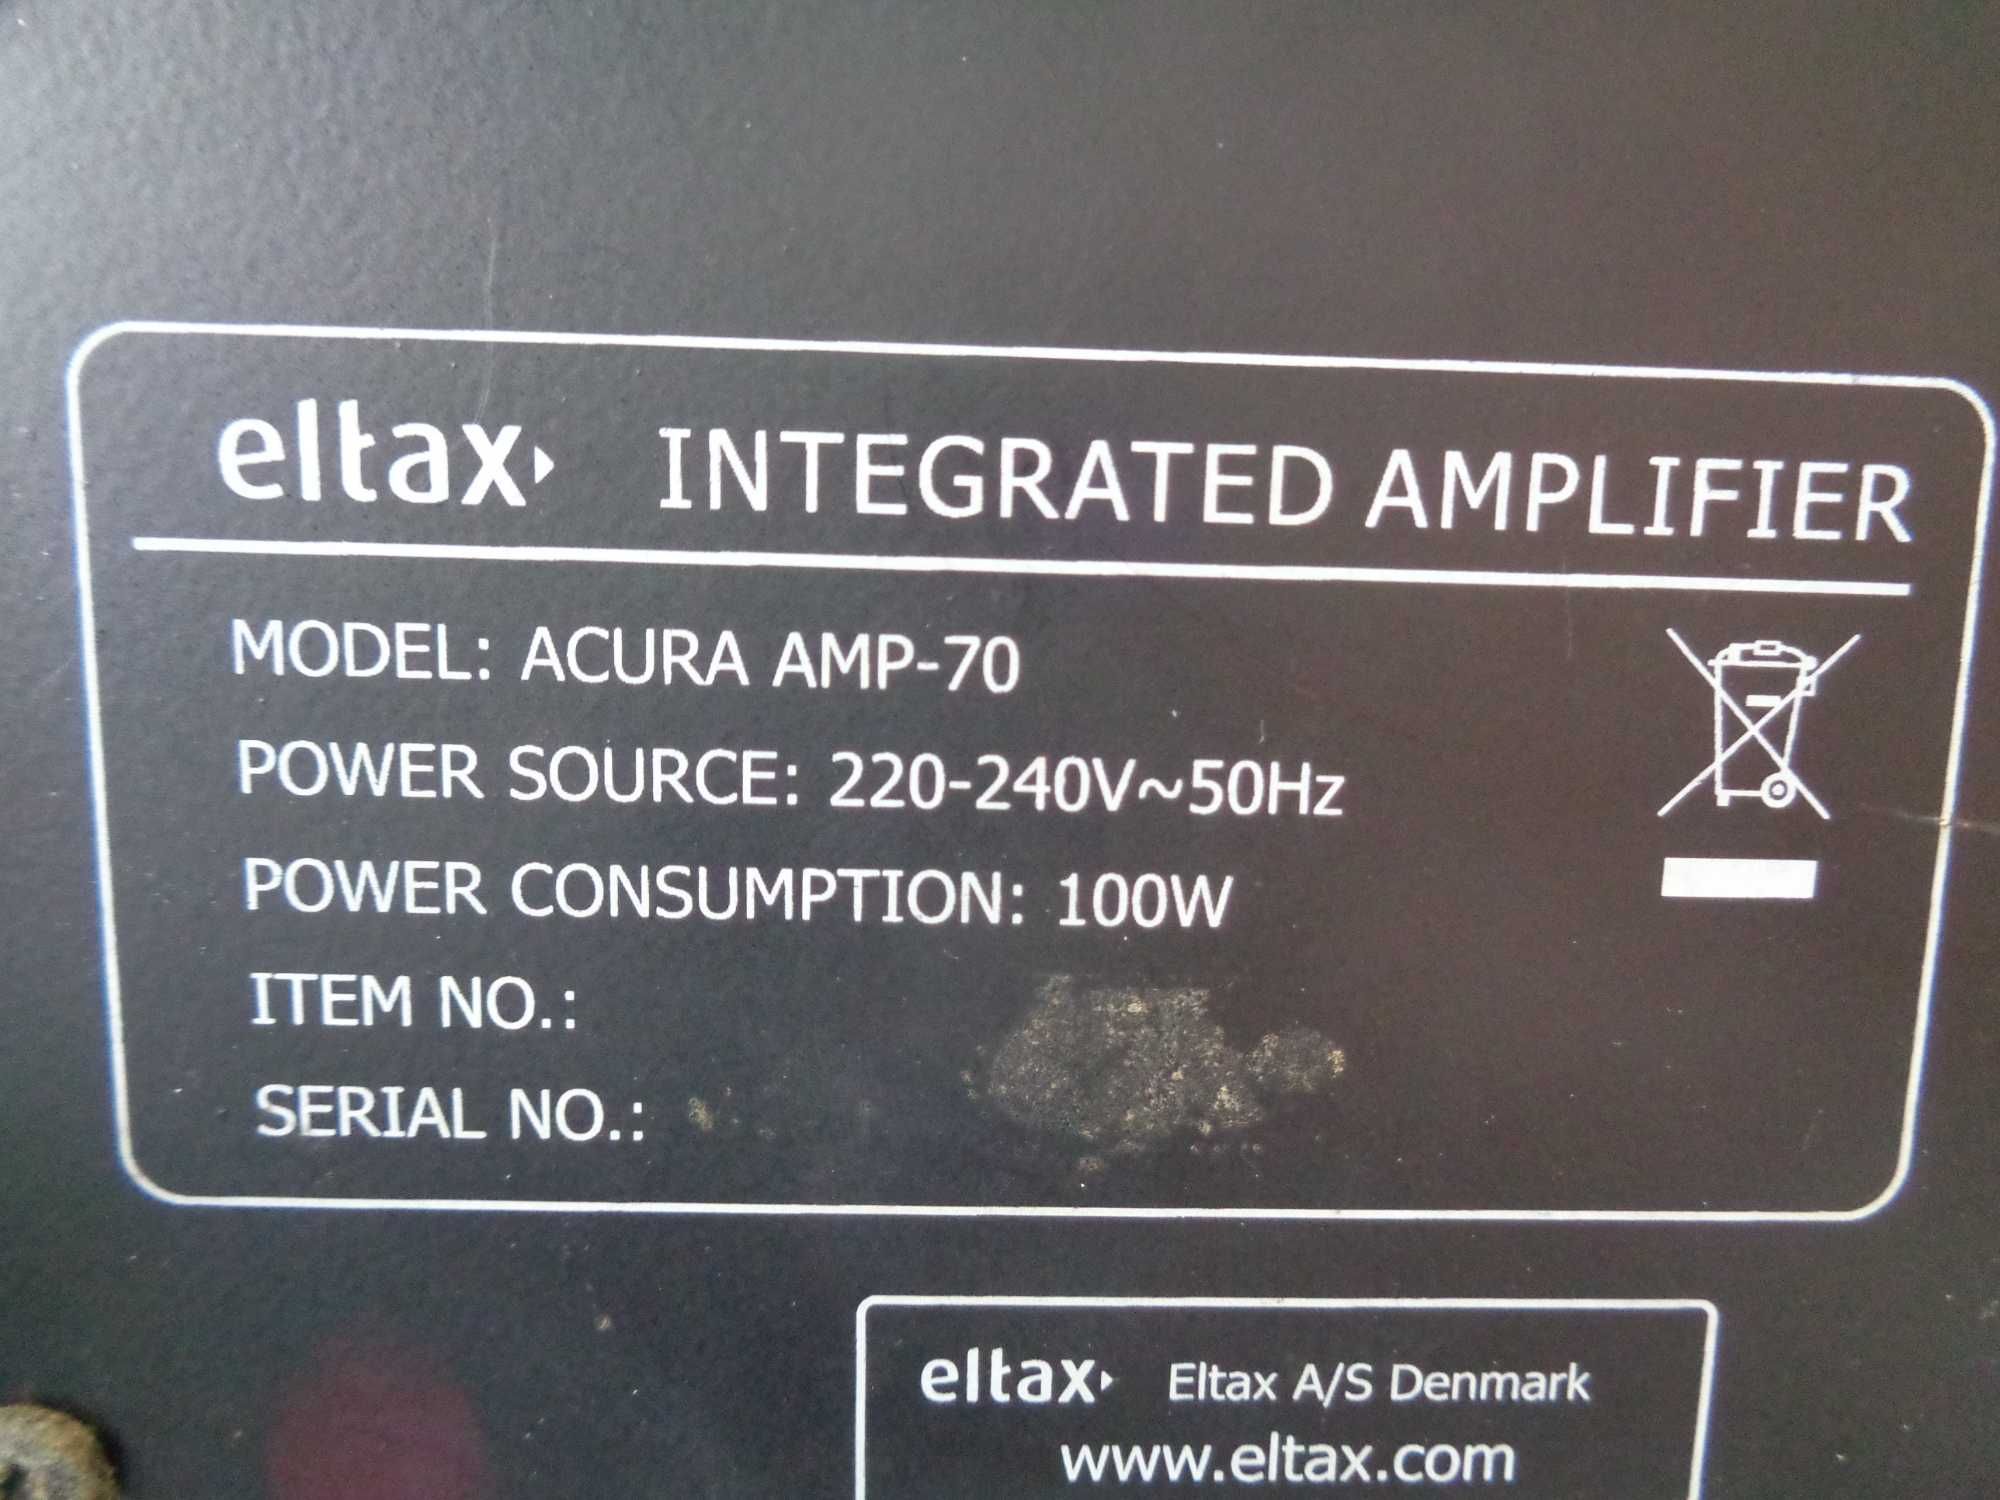 eltax INTEGRATED AMPLIFIER
MODEL: ACURA AMP-70
POWER SOURCE: 220-240V~50Hz
POWER CONSUMPTION: 100W
ITEM NO.:
SERIAL NO.:
eltax Eltax A/S Denmark
www.eltax.com